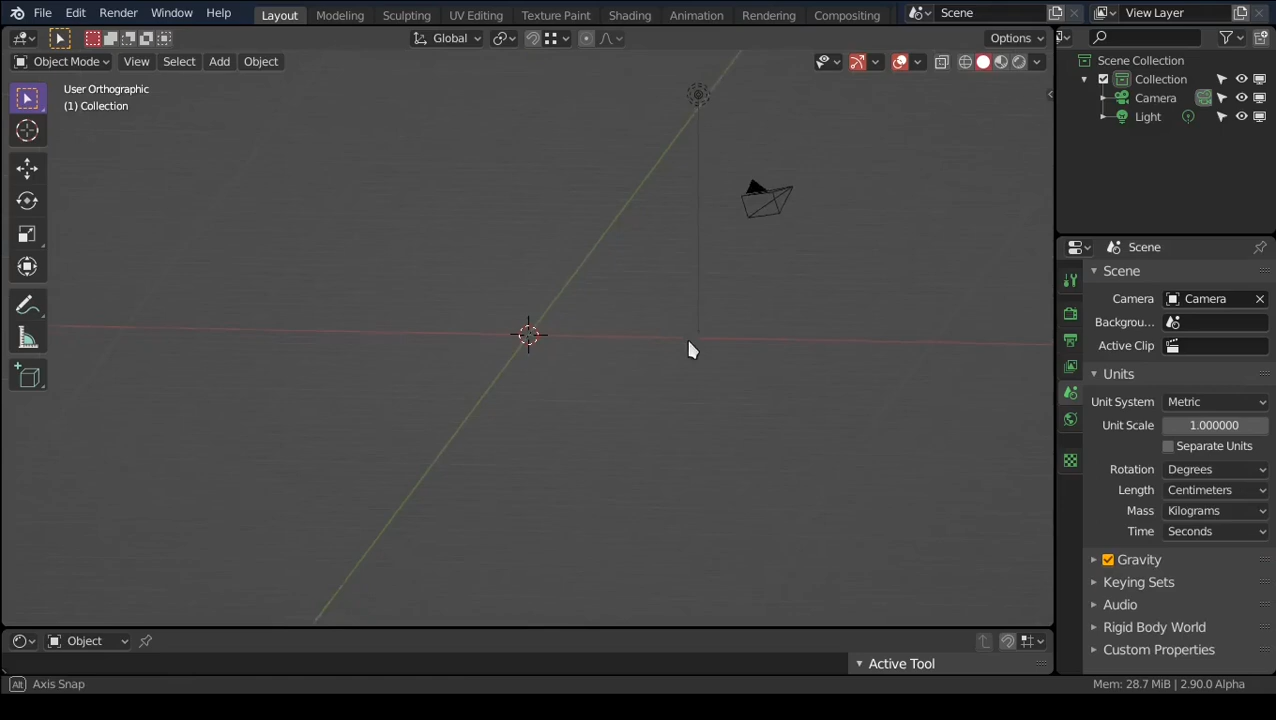 File Edit Render Window Help Layout Modeling Sculpting UV Editing Texture Paint Shading Animation Rendering Compositing Scene View Layer
Global Options
Object Mode View Select Add Object
User Orthographic
(1) Collection
Scene Collection
Collection
Camera
Light
Scene
Scene
Camera Camera
Backgrou...
Active Clip
Units
Unit System Metric
Unit Scale 1.000000
Separate Units
Rotation Degrees
Length Centimeters
Mass Kilograms
Time Seconds
Gravity
Keying Sets
Audio
Rigid Body World
Custom Properties
Object
Active Tool
Alt Axis Snap Mem: 28.7 MiB | 2.90.0 Alpha